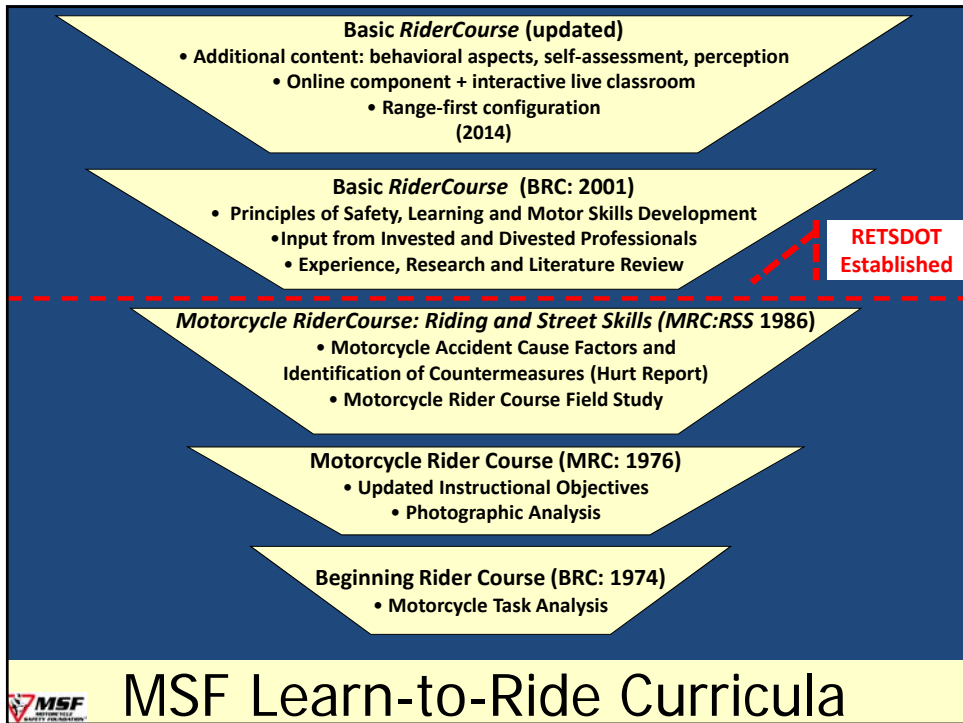 Basic RiderCourse (updated)
• Additional content: behavioral aspects, self-assessment, perception
• Online component + interactive live classroom
• Range-first configuration
(2014)
Basic RiderCourse (BRC: 2001)
• Principles of Safety, Learning and Motor Skills Development
•Input from Invested and Divested Professionals
• Experience, Research and Literature Review
RETSDOT
Established
Motorcycle RiderCourse: Riding and Street Skills (MRC:RSS 1986)
• Motorcycle Accident Cause Factors and
Identification of Countermeasures (Hurt Report)
• Motorcycle Rider Course Field Study
Motorcycle Rider Course (MRC: 1976)
• Updated Instructional Objectives
• Photographic Analysis
Beginning Rider Course (BRC: 1974)
• Motorcycle Task Analysis
MSF
MOTORCYCLE
SAFETY FOUNDATION
MSF Learn-to-Ride Curricula